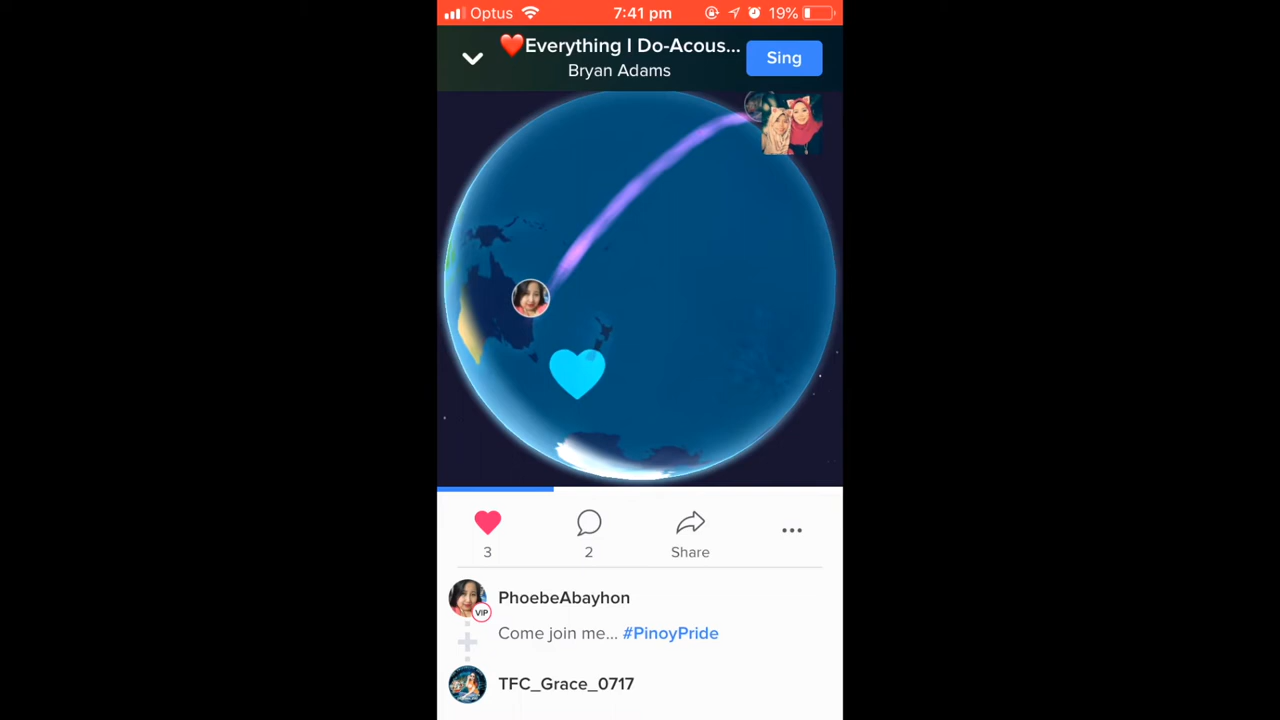 Optus 7:41 pm 19%
❤️Everything I Do-Acous...
Bryan Adams
Sing
3 2 Share
PhoebeAbayhon
VIP
Come join me... #PinoyPride
TFC_Grace_0717